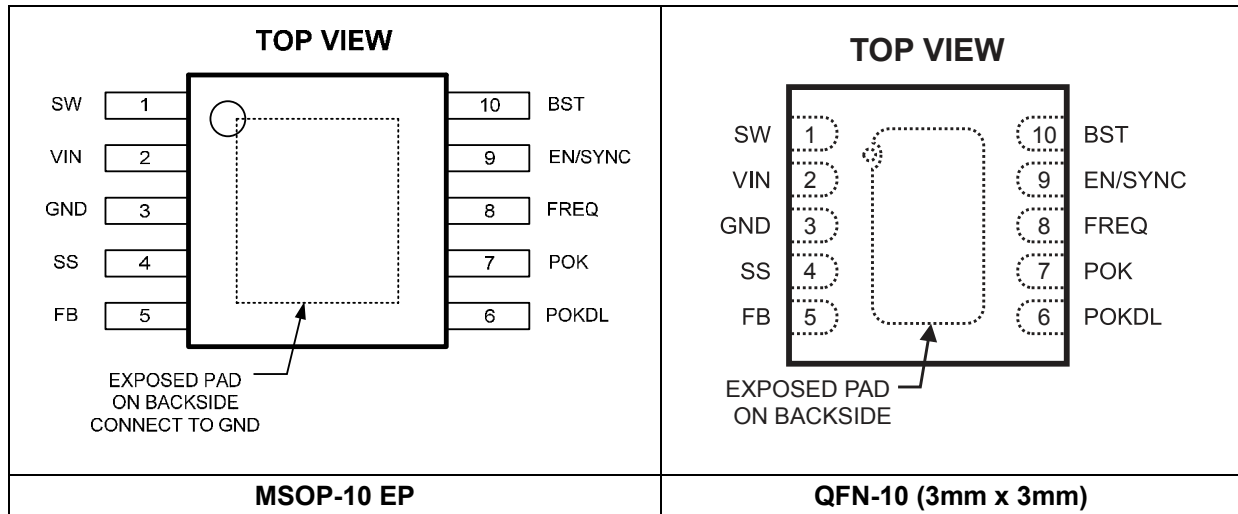 TOP VIEW
SW 1 10 BST
VIN 2 9 EN/SYNC
GND 3 8 FREQ
SS 4 7 POK
FB 5 6 POKDL
EXPOSED PAD
ON BACKSIDE
CONNECT TO GND
MSOP-10 EP
TOP VIEW
SW 1 10 BST
VIN 2 9 EN/SYNC
GND 3 8 FREQ
SS 4 7 POK
FB 5 6 POKDL
EXPOSED PAD
ON BACKSIDE
QFN-10 (3mm x 3mm)